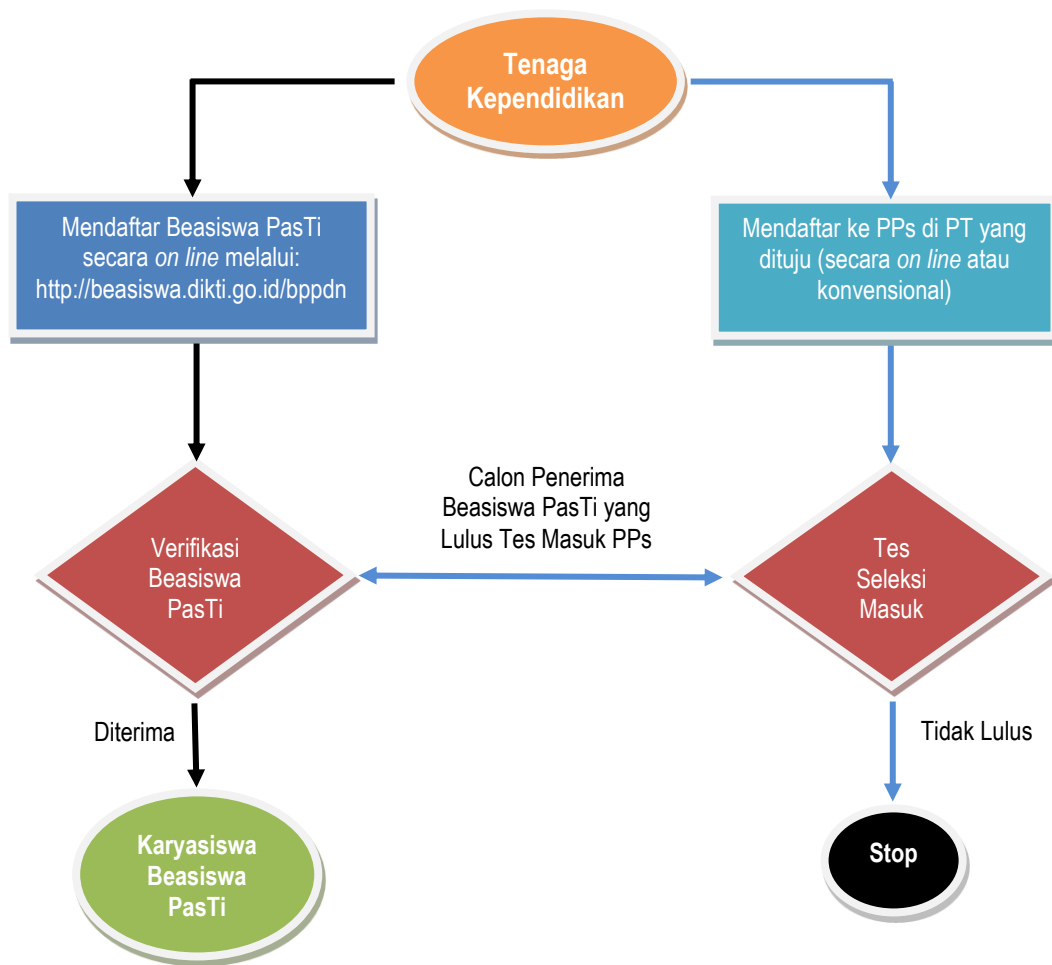 Tenaga
Kependidikan
Mendaftar Beasiswa PasTi
secara on line melalui:
http://beasiswa.dikti.go.id/bppdn
Mendaftar ke PPs di PT yang
dituju (secara on line atau
konvensional)
Calon Penerima
Beasiswa PasTi yang
Lulus Tes Masuk PPs
Verifikasi
Beasiswa
PasTi
Tes
Seleksi
Masuk
Diterima
Tidak Lulus
Karyasiswa
Beasiswa
PasTi
Stop